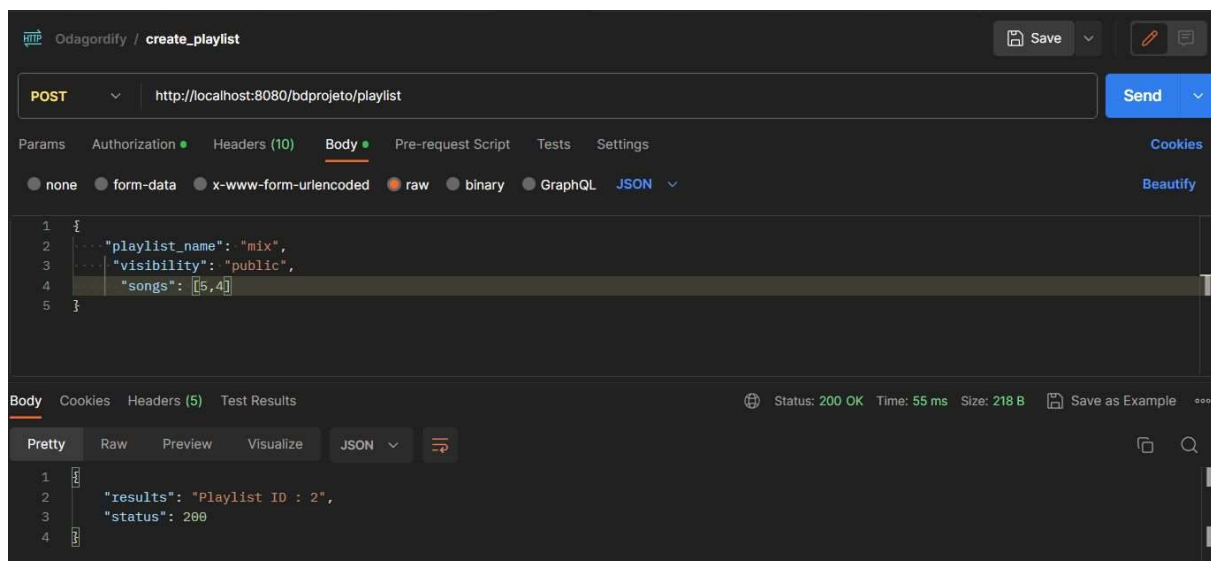 HTTP Odagordify / create_playlist Save
POST http://localhost:8080/bdprojeto/playlist Send
Params Authorization Headers (10) Body Pre-request Script Tests Settings Cookies
none form-data x-www-form-urlencoded raw binary GraphQL JSON Beautify
1 {
2 "playlist_name": "mix",
3 "visibility": "public",
4 "songs": [5,4]
5 }
Body Cookies Headers (5) Test Results Status: 200 OK Time: 55 ms Size: 218 B Save as Example
Pretty Raw Preview Visualize JSON
1 {
2 "results": "Playlist ID : 2",
3 "status": 200
4 }